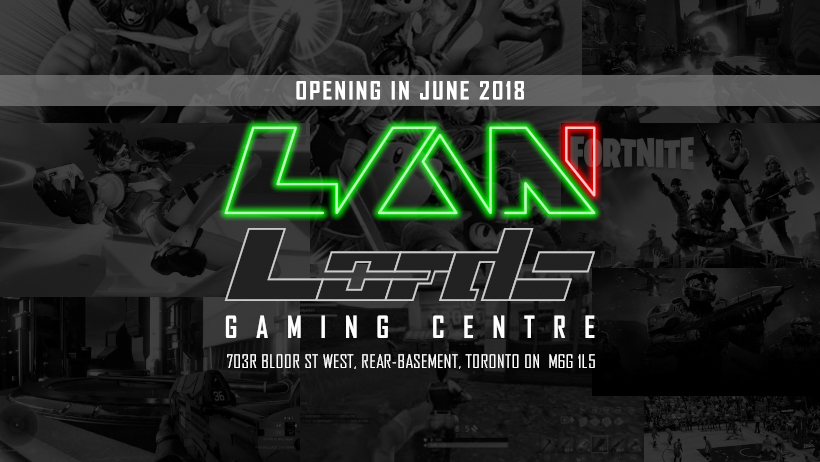 OPENING IN JUNE 2018
LAN
FORTNITE
Lords
GAMING CENTRE
703R BLOOR ST WEST, REAR-BASEMENT, TORONTO ON M6G 1L5
36